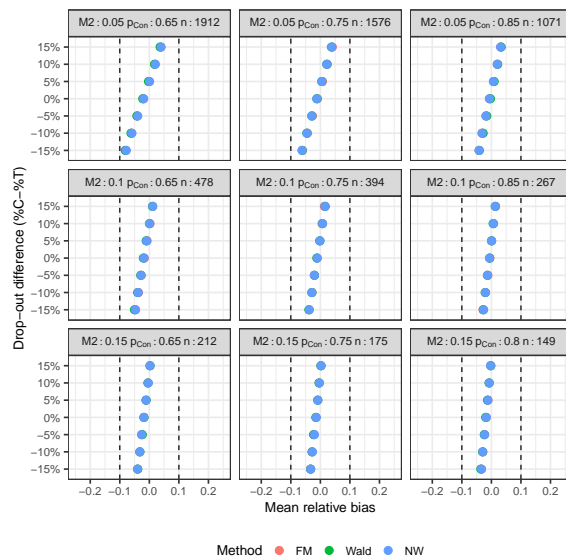 M2 : 0.05 pCon : 0.65 n : 1912
M2 : 0.05 pCon : 0.75 n : 1576
M2 : 0.05 pCon : 0.85 n : 1071
15%
10%
5%
0%
−5%
−10%
−15%
M2 : 0.1 pCon : 0.65 n : 478
M2 : 0.1 pCon : 0.75 n : 394
M2 : 0.1 pCon : 0.85 n : 267
15%
10%
5%
0%
−5%
−10%
−15%
M2 : 0.15 pCon : 0.65 n : 212
M2 : 0.15 pCon : 0.75 n : 175
M2 : 0.15 pCon : 0.8 n : 149
15%
10%
5%
0%
−5%
−10%
−15%
Drop−out difference (%C−%T)
−0.2 −0.1 0.0 0.1 0.2
−0.2 −0.1 0.0 0.1 0.2
−0.2 −0.1 0.0 0.1 0.2
Mean relative bias
Method FM Wald NW